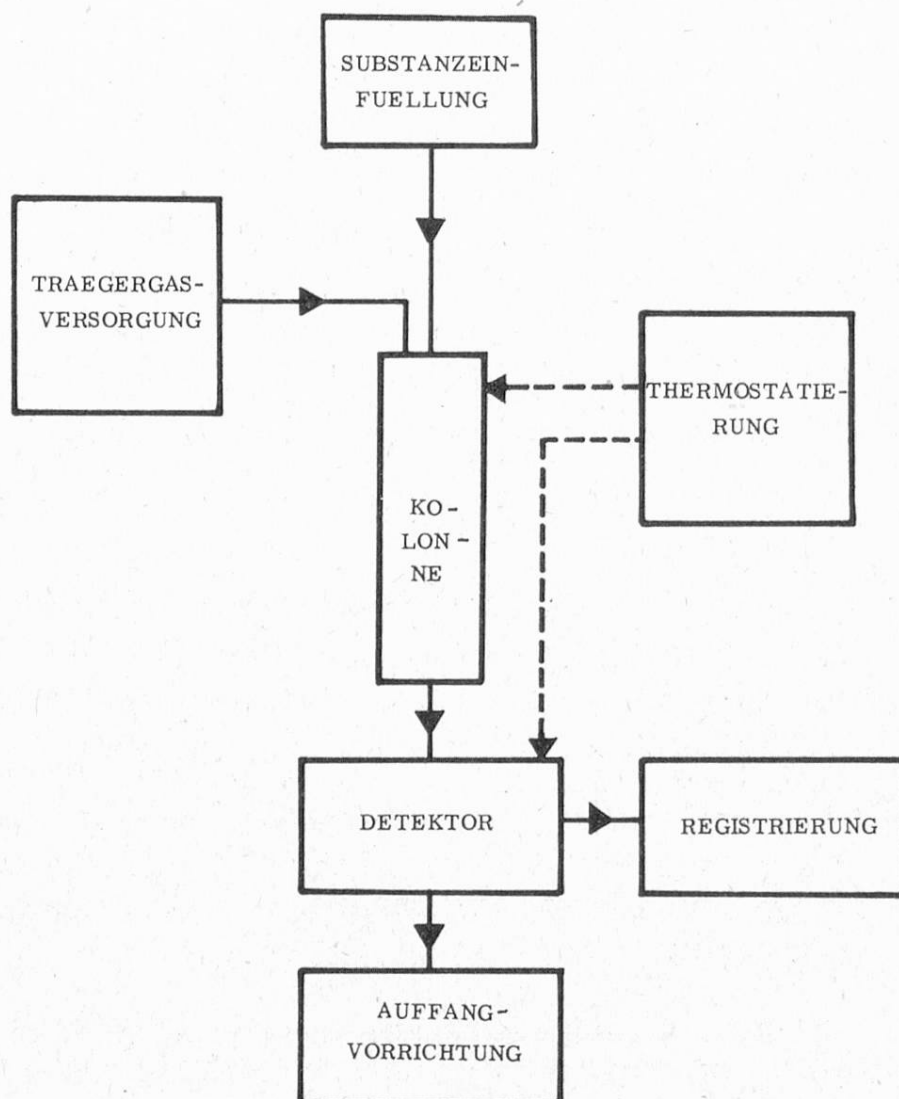 SUBSTANZEIN-
FUELLUNG
TRAEGERGAS-
VERSORGUNG
THERMOSTATIE-
RUNG
KO-
LON-
NE
DETEKTOR
REGISTRIERUNG
AUFFANG-
VORRICHTUNG